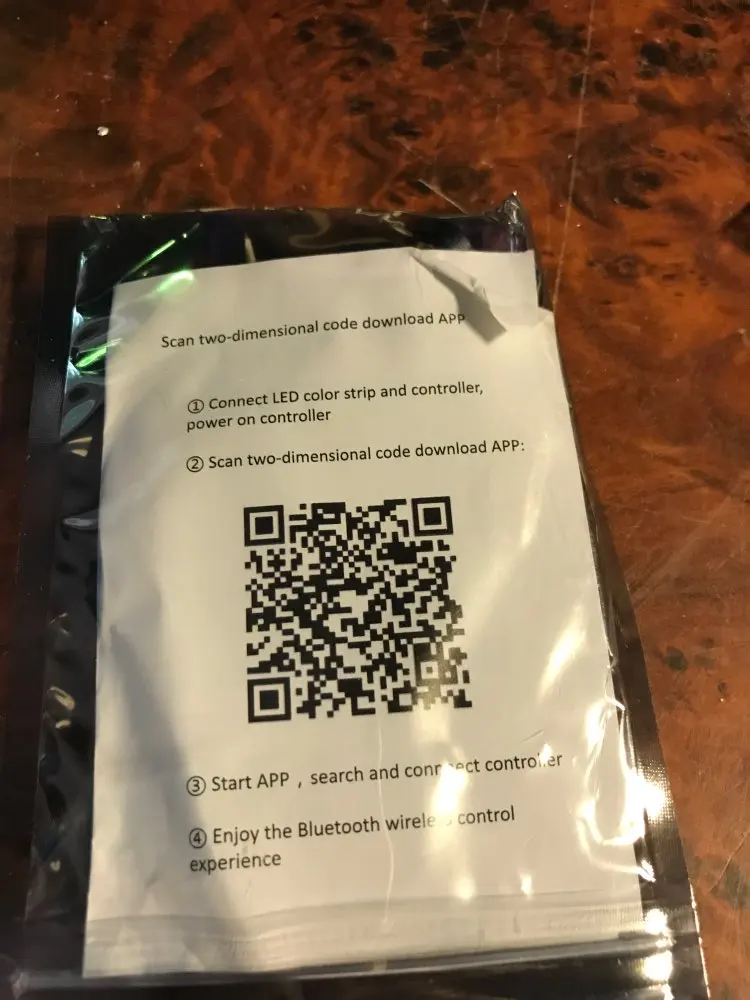 Scan two-dimensional code download APP
① Connect LED color strip and controller,
power on controller
② Scan two-dimensional code download APP:
③ Start APP , search and connect controller
④ Enjoy the Bluetooth wireless control
experience